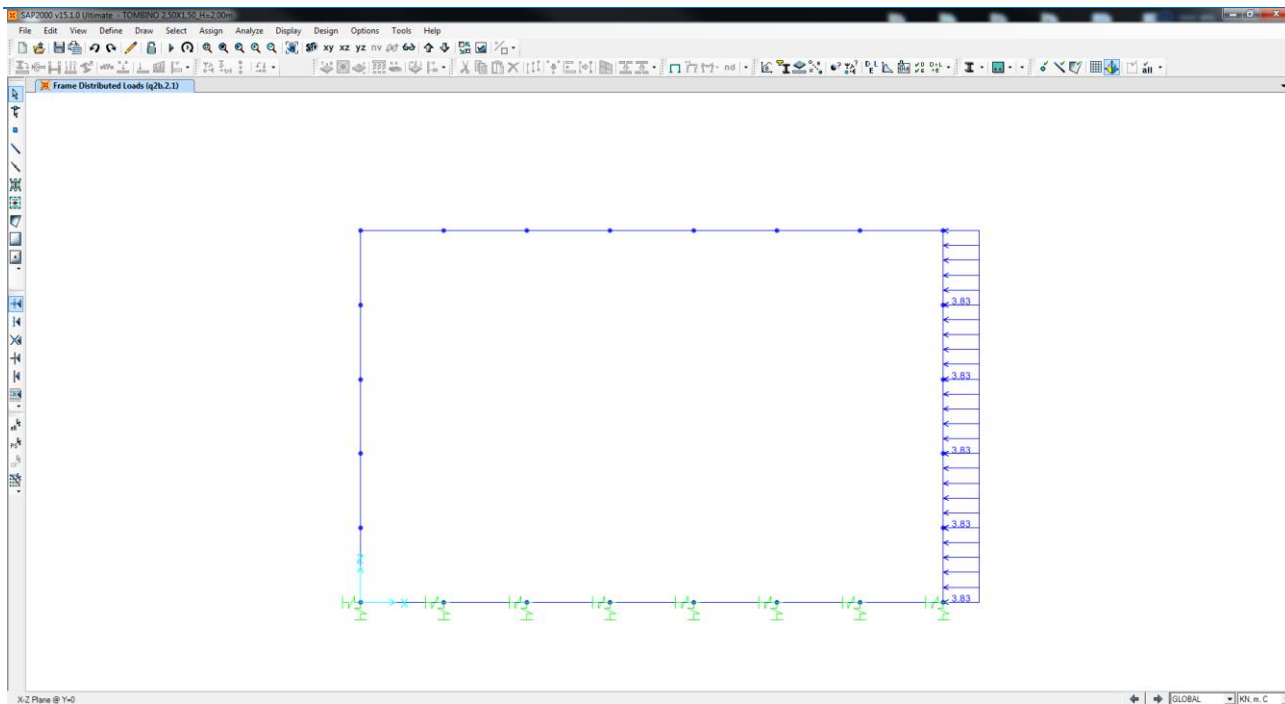 SAP2000 v15.1.0 Ultimate - TOMBINO 2.50X1.50_H=2.00m
File Edit View Define Draw Select Assign Analyze Display Design Options Tools Help
xy xz yz nv
nd
all
Frame Distributed Loads (q2b,2,1)
3.83
3.83
3.83
3.83
3.83
Z
X
X-Z Plane @ Y=0
GLOBAL
KN, m, C